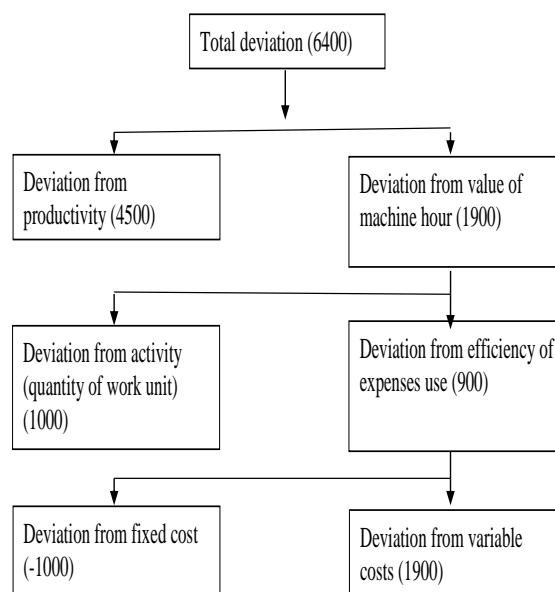 Total deviation (6400)
Deviation from
productivity (4500)
Deviation from value of
machine hour (1900)
Deviation from activity
(quantity of work unit)
(1000)
Deviation from efficiency of
expenses use (900)
Deviation from fixed cost
(-1000)
Deviation from variable
costs (1900)